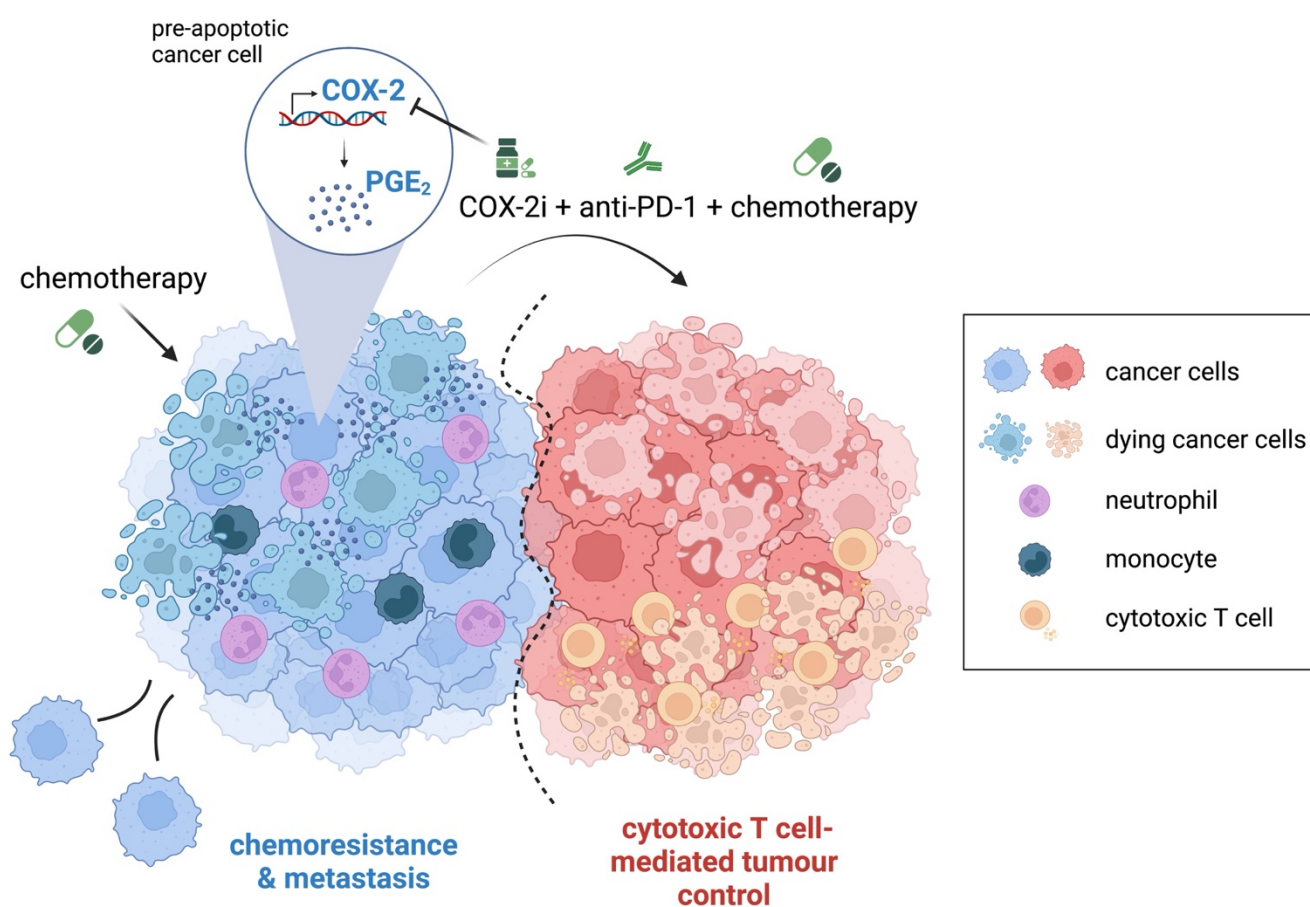 pre-apoptotic
cancer cell
COX-2
PGE₂
COX-2i + anti-PD-1 + chemotherapy
chemotherapy
cancer cells
dying cancer cells
neutrophil
monocyte
cytotoxic T cell
chemoresistance
& metastasis
cytotoxic T cell-
mediated tumour
control